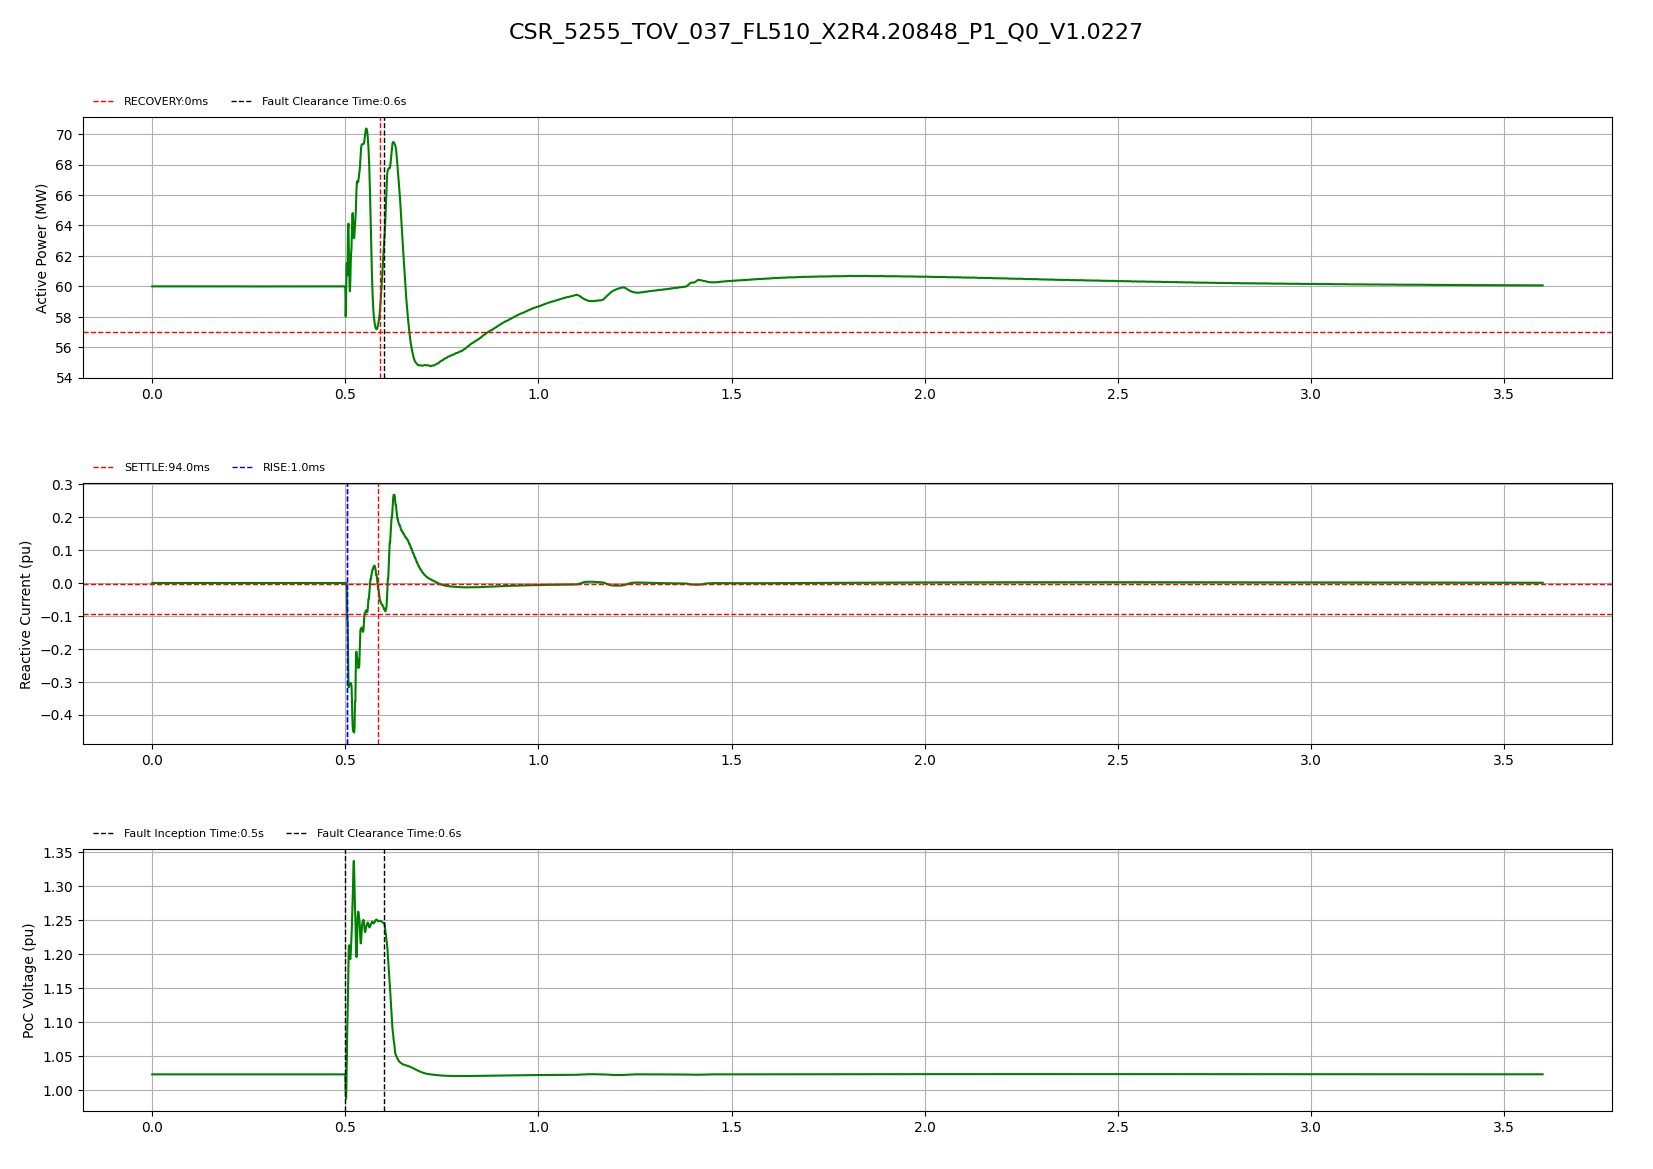 CSR_5255_TOV_037_FL510_X2R4.20848_P1_Q0_V1.0227
RECOVERY:0ms Fault Clearance Time:0.6s
Active Power (MW)
70
68
66
64
62
60
58
56
54
0.0 0.5 1.0 1.5 2.0 2.5 3.0 3.5
SETTLE:94.0ms RISE:1.0ms
Reactive Current (pu)
0.3
0.2
0.1
0.0
−0.1
−0.2
−0.3
−0.4
0.0 0.5 1.0 1.5 2.0 2.5 3.0 3.5
Fault Inception Time:0.5s Fault Clearance Time:0.6s
PoC Voltage (pu)
1.35
1.30
1.25
1.20
1.15
1.10
1.05
1.00
0.0 0.5 1.0 1.5 2.0 2.5 3.0 3.5